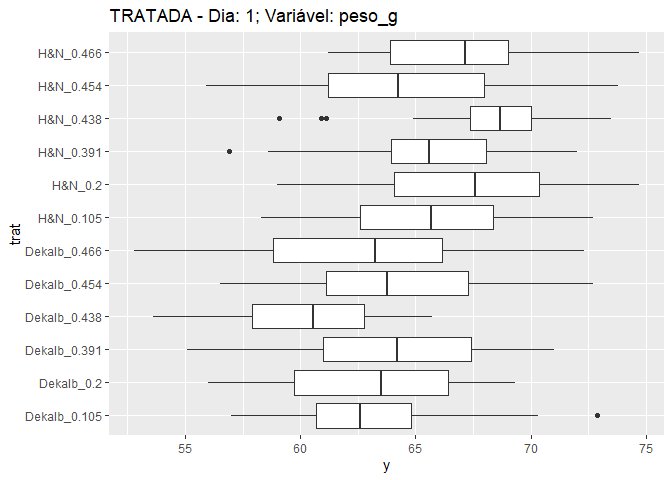 TRATADA - Dia: 1; Variável: peso_g
H&N_0.466
H&N_0.454
H&N_0.438
H&N_0.391
H&N_0.2
H&N_0.105
Dekalb_0.466
Dekalb_0.454
Dekalb_0.438
Dekalb_0.391
Dekalb_0.2
Dekalb_0.105
trat
55 60 65 70 75
y